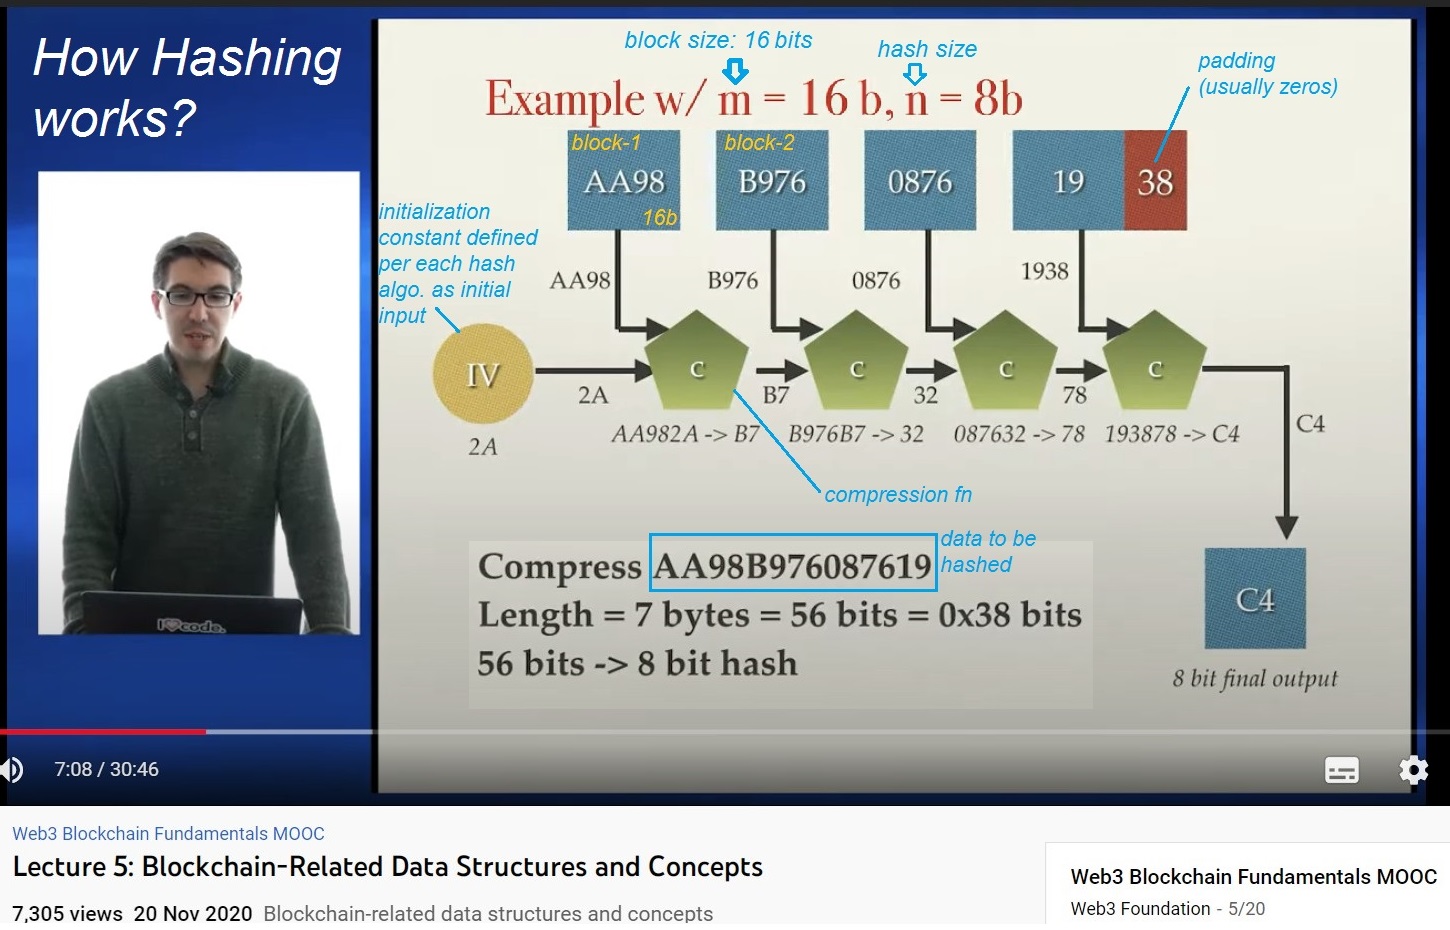 How Hashing
works?
block size: 16 bits
hash size
padding
(usually zeros)
Example w/ m = 16 b, n = 8b
block-1
AA98
16b
block-2
B976
0876
19
38
initialization
constant defined
per each hash
algo. as initial
input
AA98
B976
0876
1938
IV
C
C
C
C
2A
B7
32
78
C4
2A
AA982A -> B7
B976B7 -> 32
087632 -> 78
193878 -> C4
compression fn
data to be
hashed
Compress AA98B976087619
Length = 7 bytes = 56 bits = 0x38 bits
56 bits -> 8 bit hash
C4
8 bit final output
I ❤ code.
7:08 / 30:46
Web3 Blockchain Fundamentals MOOC
Lecture 5: Blockchain-Related Data Structures and Concepts
7,305 views 20 Nov 2020 Blockchain-related data structures and concepts
Web3 Blockchain Fundamentals MOOC
Web3 Foundation - 5/20